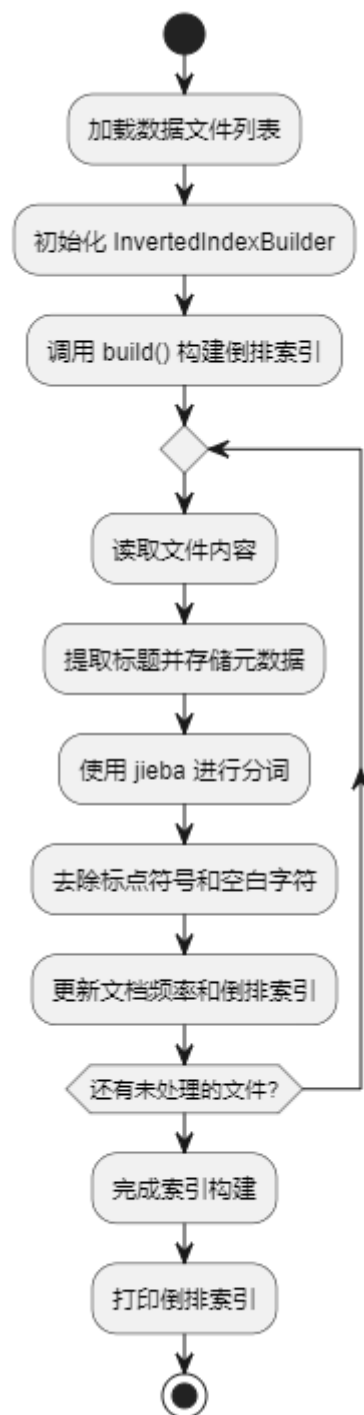 加载数据文件列表
初始化 InvertedIndexBuilder
调用 build() 构建倒排索引
读取文件内容
提取标题并存储元数据
使用 jieba 进行分词
去除标点符号和空白字符
更新文档频率和倒排索引
还有未处理的文件?
完成索引构建
打印倒排索引